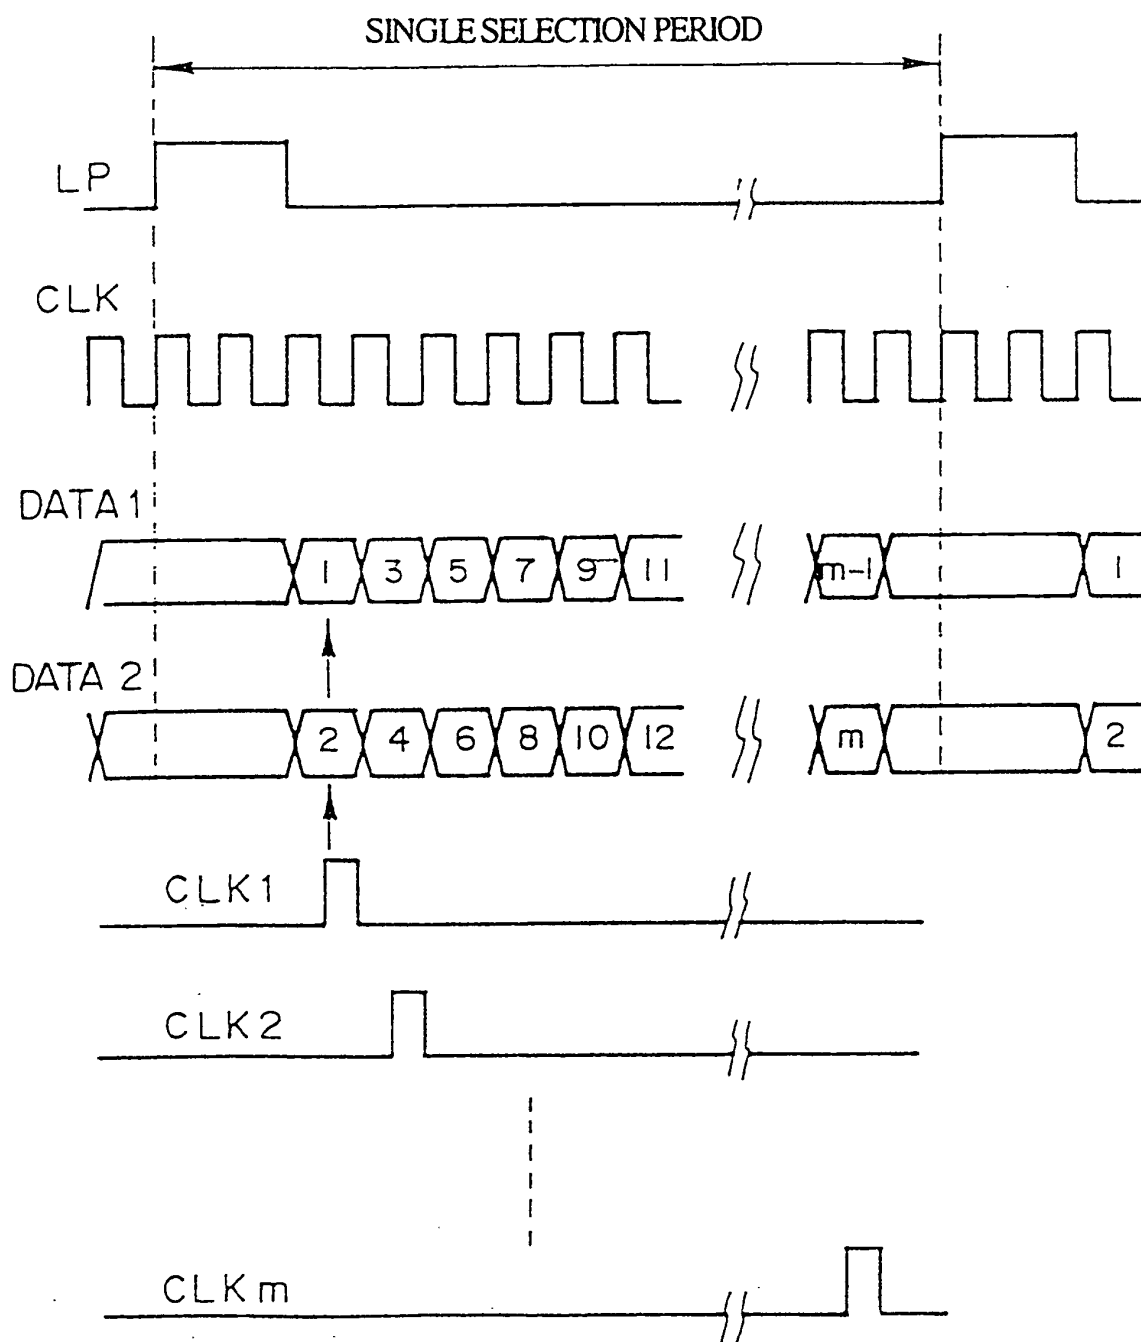 SINGLE SELECTION PERIOD
LP
CLK
DATA 1
1 3 5 7 9 11 m-1 1
DATA 2
2 4 6 8 10 12 m 2
CLK1
CLK2
CLKm